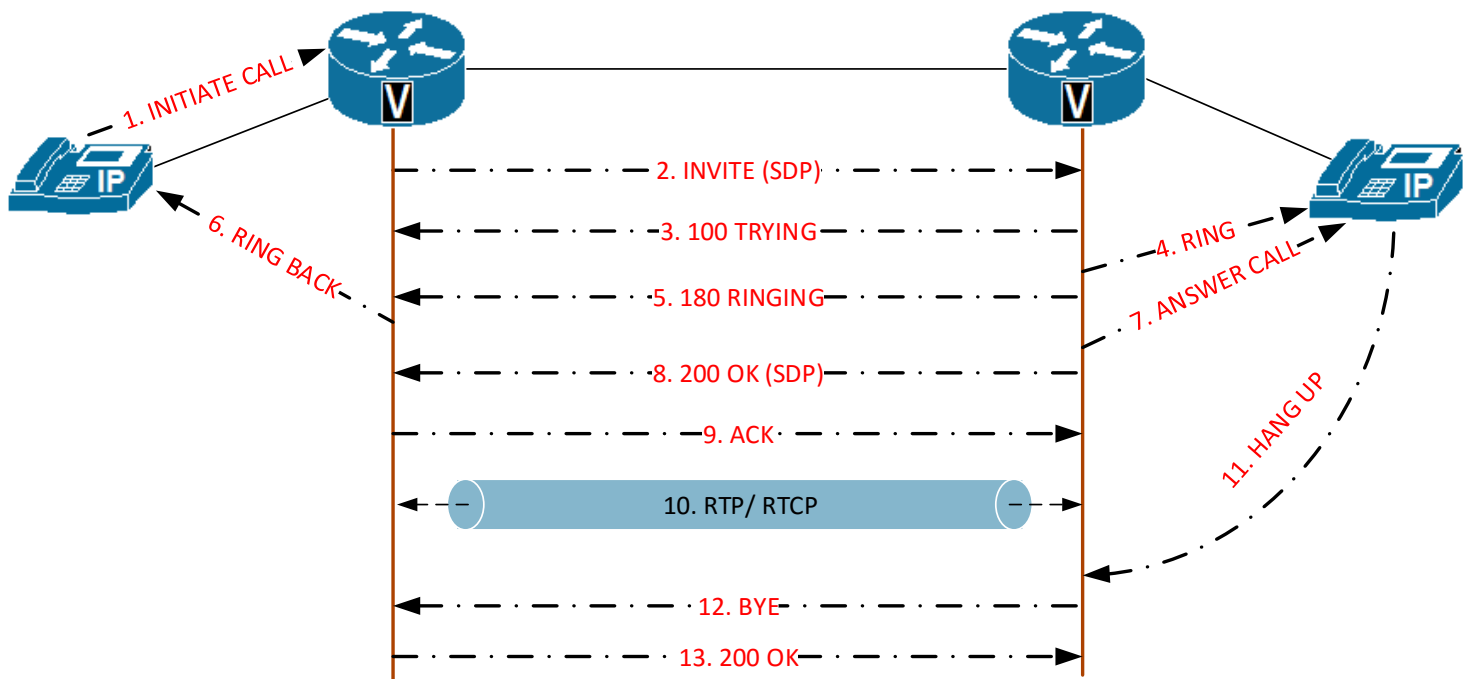 1. INITIATE CALL
V
V
IP
IP
2. INVITE (SDP)
3. 100 TRYING
4. RING
5. 180 RINGING
6. RING BACK
7. ANSWER CALL
8. 200 OK (SDP)
9. ACK
10. RTP/ RTCP
11. HANG UP
12. BYE
13. 200 OK